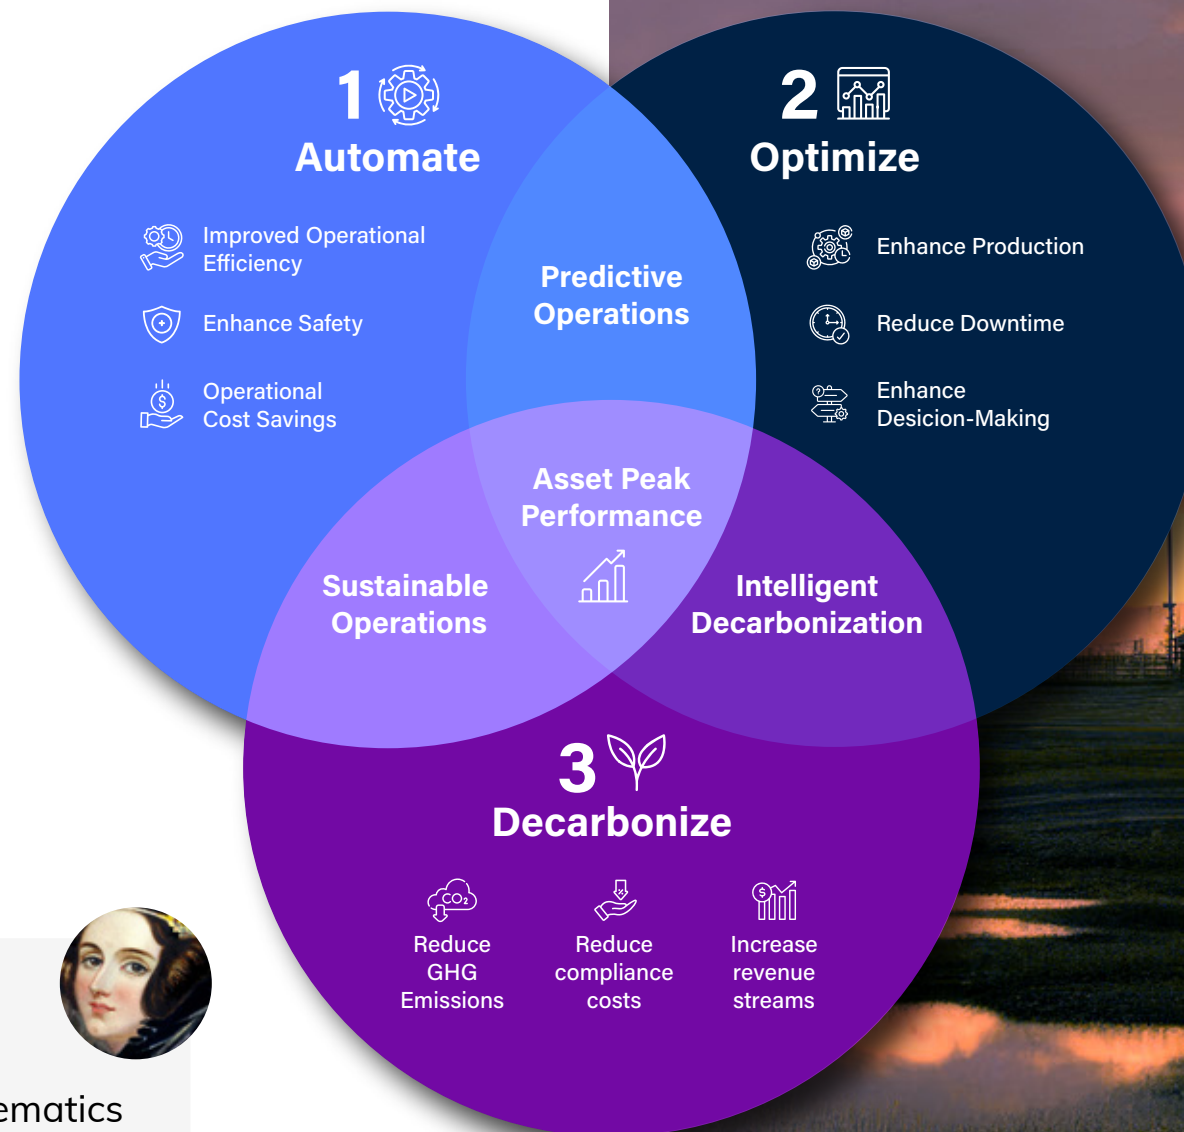 1
Automate
Improved Operational
Efficiency
Enhance Safety
Operational
Cost Savings
2
Optimize
Enhance Production
Reduce Downtime
Enhance
Desicion-Making
Predictive
Operations
Asset Peak
Performance
Sustainable
Operations
Intelligent
Decarbonization
3
Decarbonize
CO₂
Reduce
GHG
Emissions
Reduce
compliance
costs
Increase
revenue
streams
ematics